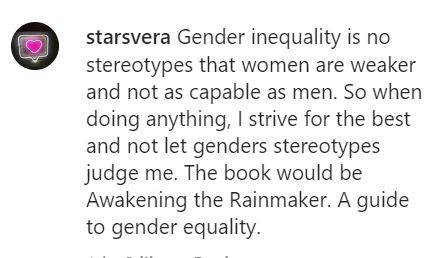 starsvera Gender inequality is no
stereotypes that women are weaker
and not as capable as men. So when
doing anything, I strive for the best
and not let genders stereotypes
judge me. The book would be
Awakening the Rainmaker. A guide
to gender equality.